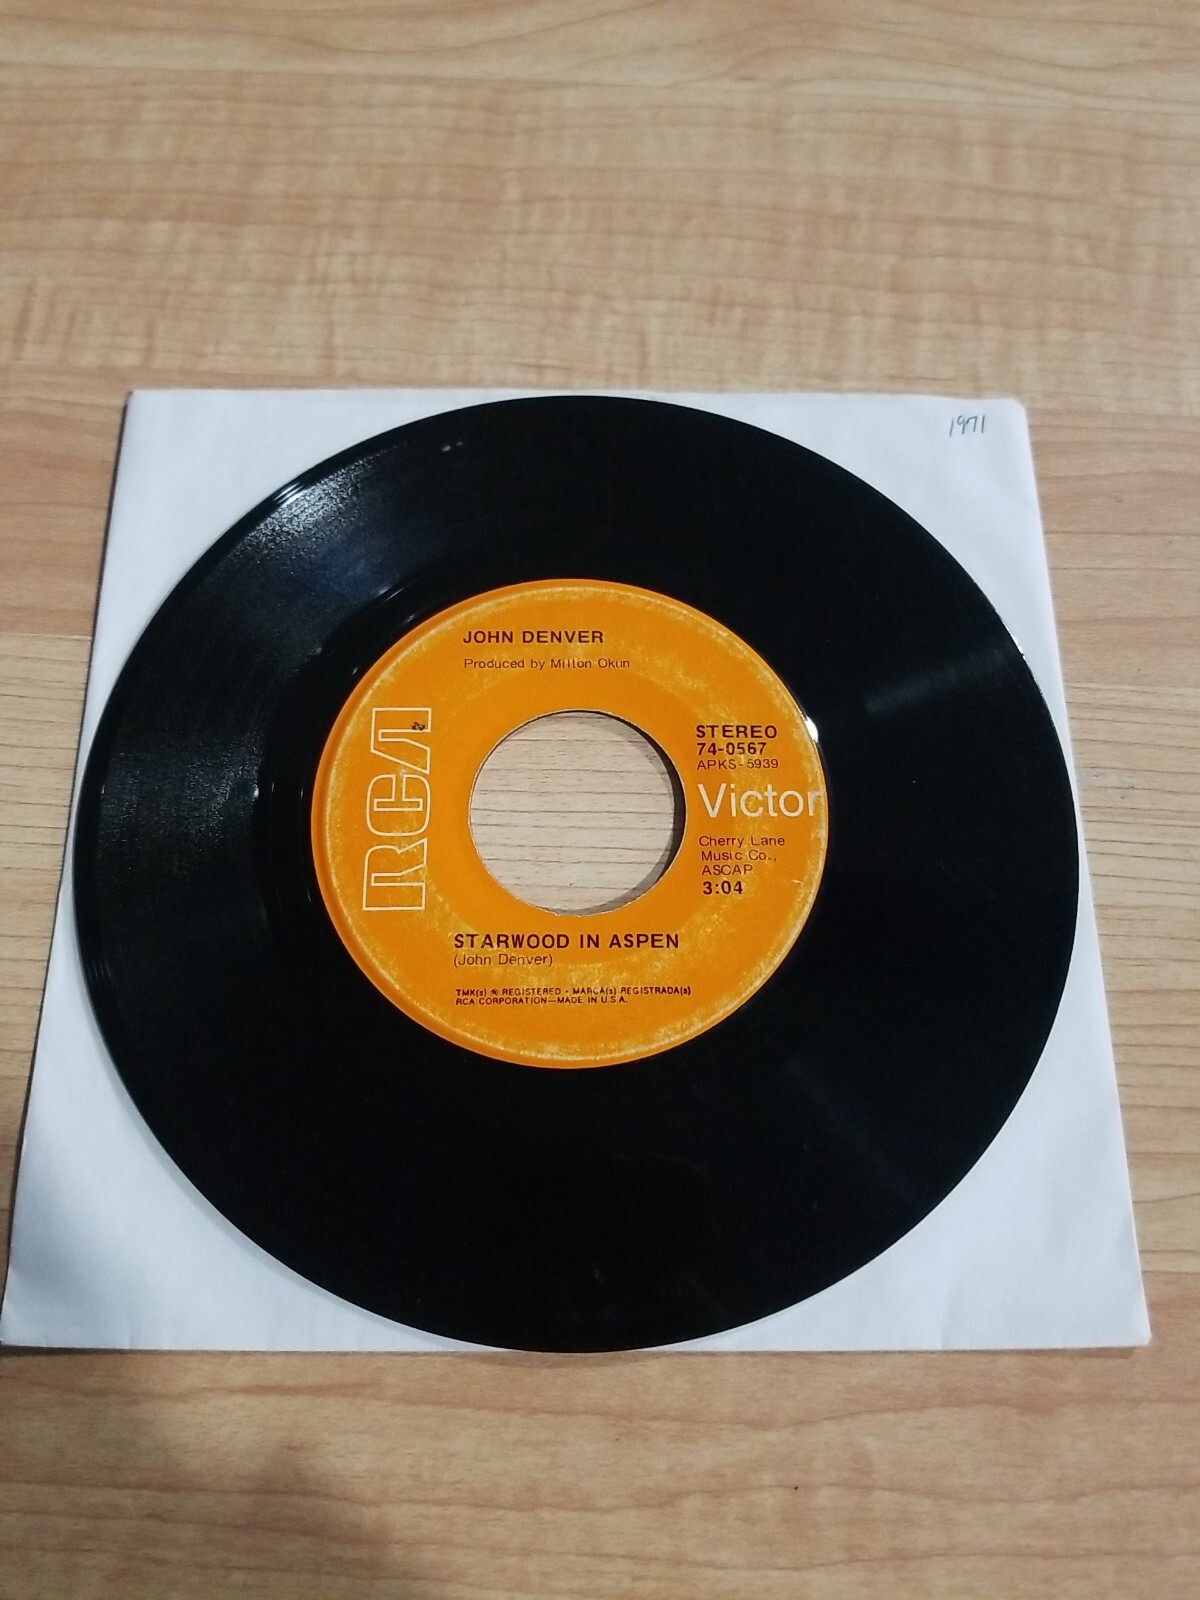 1971
JOHN DENVER
Produced by Milton Okun
RCA
STEREO
74-0567
APKS-5939
Victor
Cherry Lane
Music Co.,
ASCAP
3:04
STARWOOD IN ASPEN
(John Denver)
TMK(s) ® REGISTERED • MARCA(s) REGISTRADA(s)
RCA CORPORATION—MADE IN U.S.A.